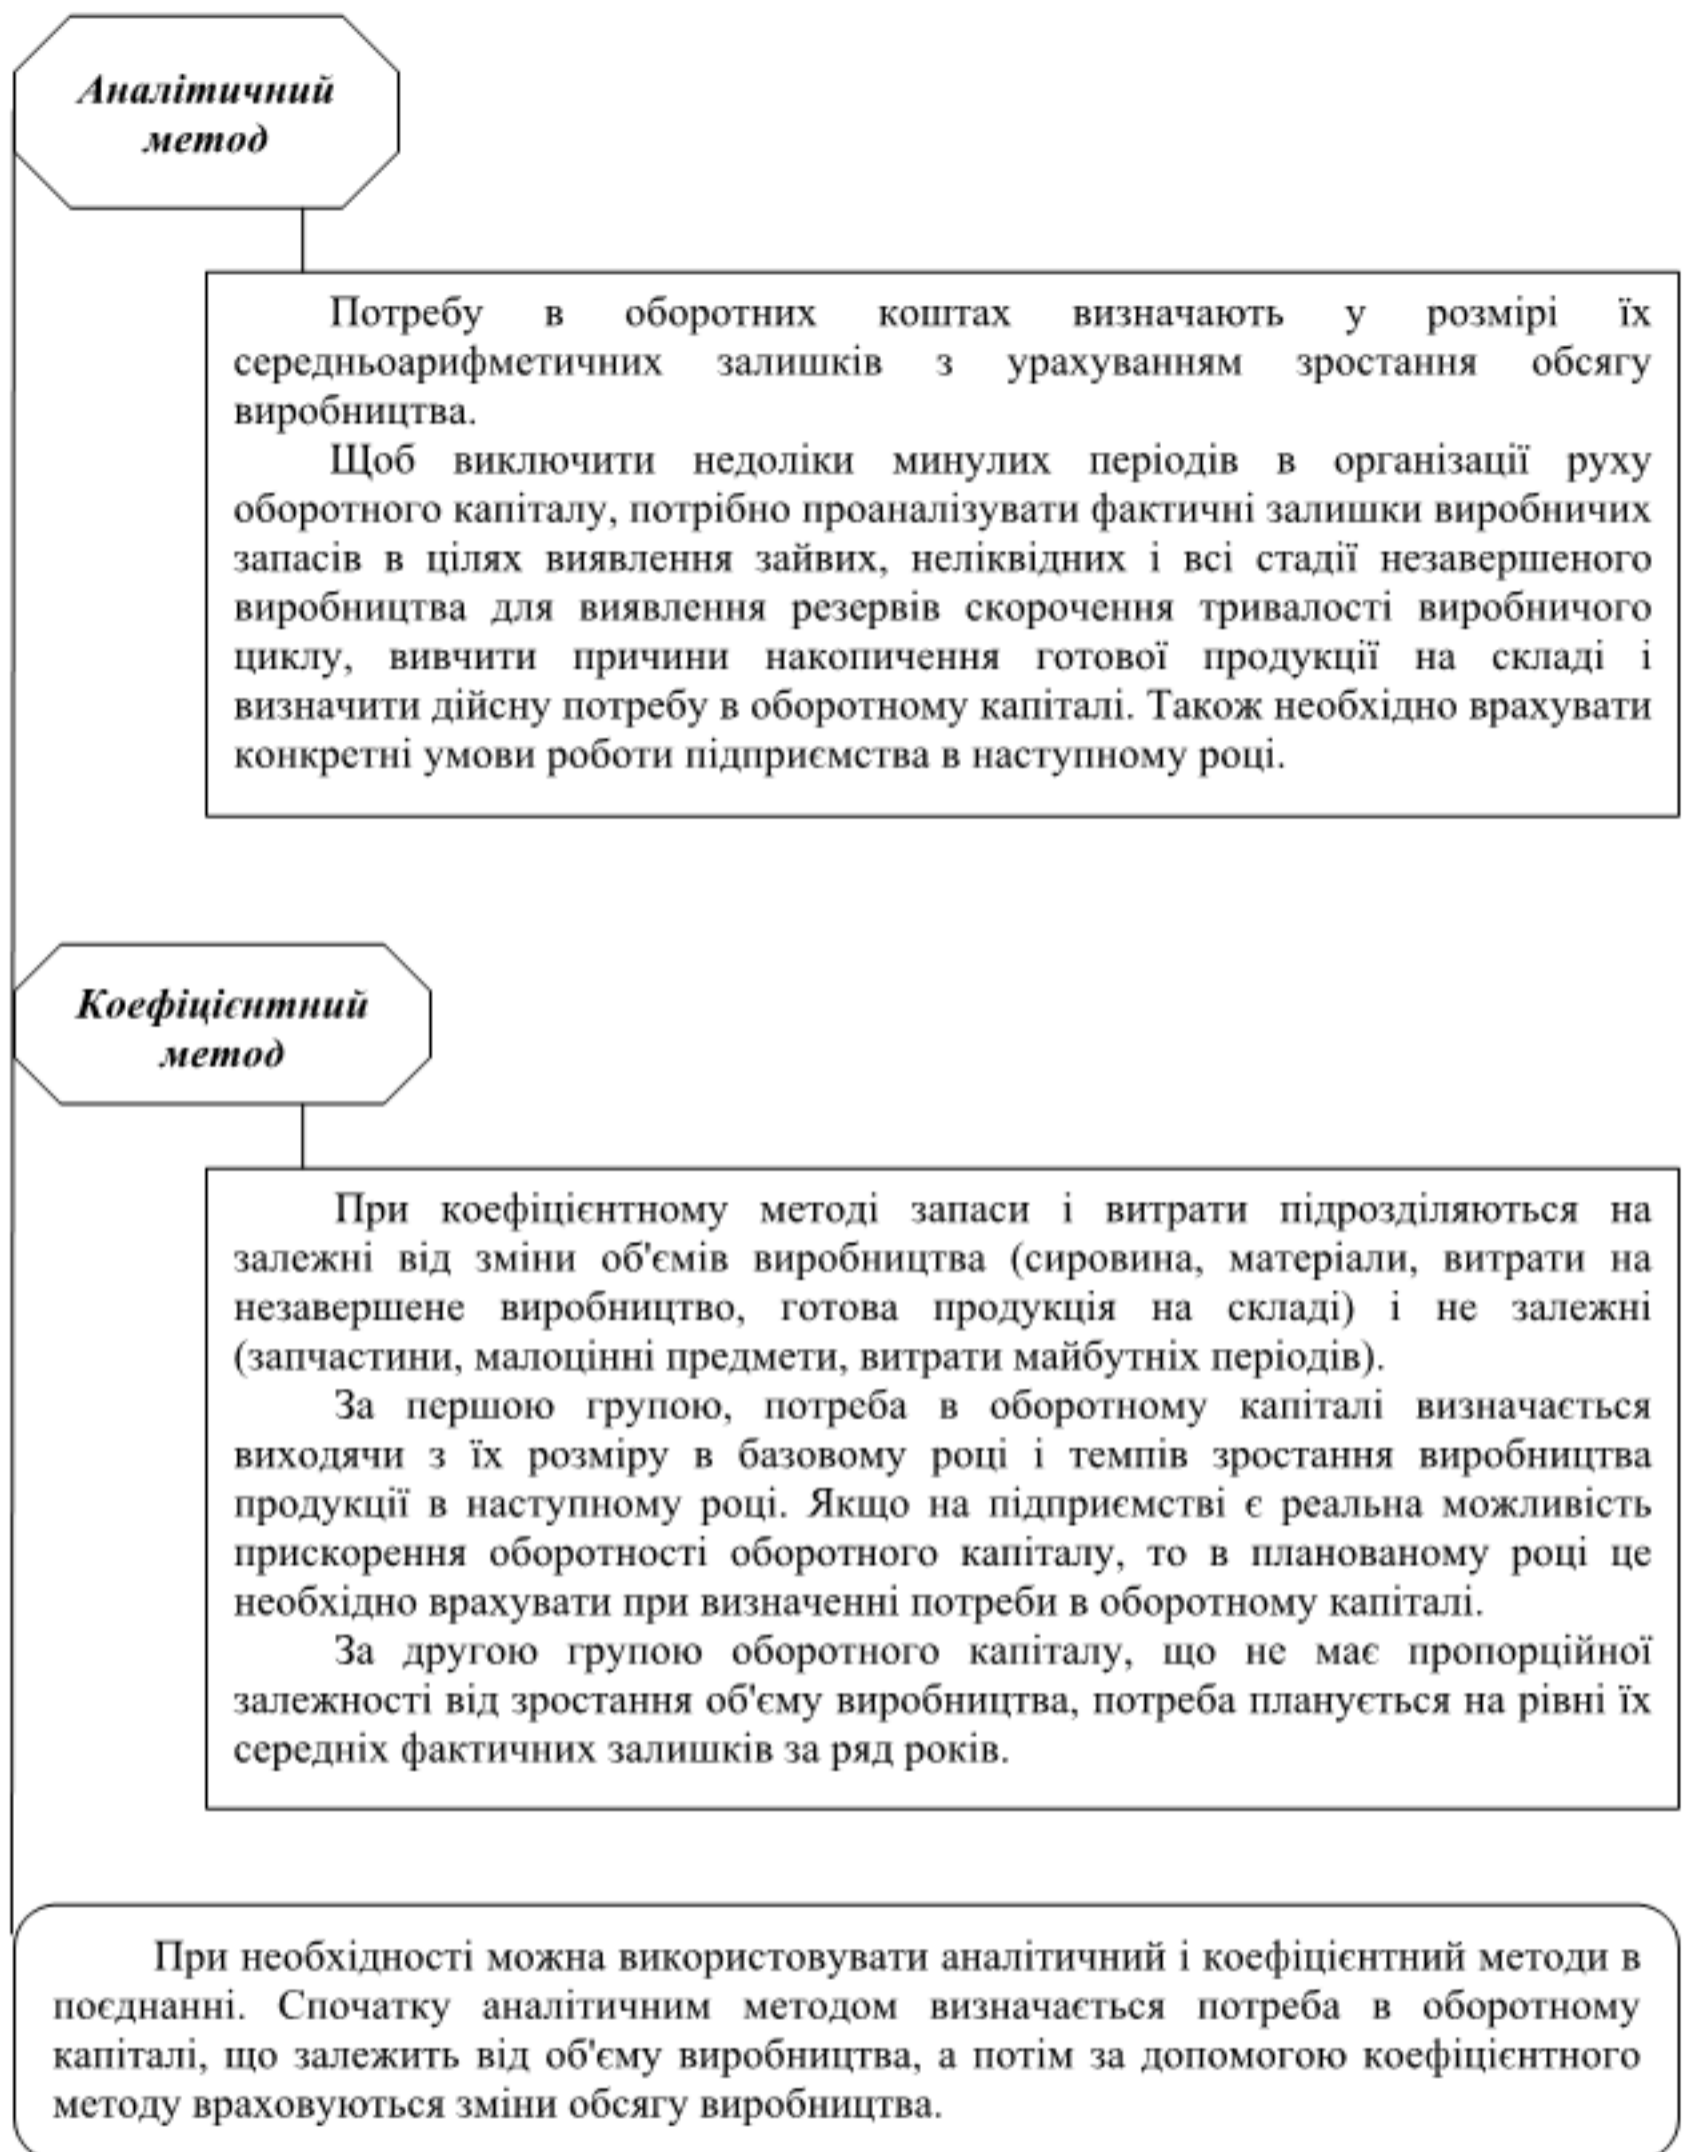 Аналітичний
метод
Потребу в оборотних коштах визначають у розмірі їх
середньоарифметичних залишків з урахуванням зростання обсягу
виробництва.
Щоб виключити недоліки минулих періодів в організації руху
оборотного капіталу, потрібно проаналізувати фактичні залишки виробничих
запасів в цілях виявлення зайвих, неліквідних і всі стадії незавершеного
виробництва для виявлення резервів скорочення тривалості виробничого
циклу, вивчити причини накопичення готової продукції на складі і
визначити дійсну потребу в оборотному капіталі. Також необхідно врахувати
конкретні умови роботи підприємства в наступному році.
Коефіцієнтний
метод
При коефіцієнтному методі запаси і витрати підрозділяються на
залежні від зміни об'ємів виробництва (сировина, матеріали, витрати на
незавершене виробництво, готова продукція на складі) і не залежні
(запчастини, малоцінні предмети, витрати майбутніх періодів).
За першою групою, потреба в оборотному капіталі визначається
виходячи з їх розміру в базовому році і темпів зростання виробництва
продукції в наступному році. Якщо на підприємстві є реальна можливість
прискорення оборотності оборотного капіталу, то в планованому році це
необхідно врахувати при визначенні потреби в оборотному капіталі.
За другою групою оборотного капіталу, що не має пропорційної
залежності від зростання об'єму виробництва, потреба планується на рівні їх
середніх фактичних залишків за ряд років.
При необхідності можна використовувати аналітичний і коефіцієнтний методи в
поєднанні. Спочатку аналітичним методом визначається потреба в оборотному
капіталі, що залежить від об'єму виробництва, а потім за допомогою коефіцієнтного
методу враховуються зміни обсягу виробництва.